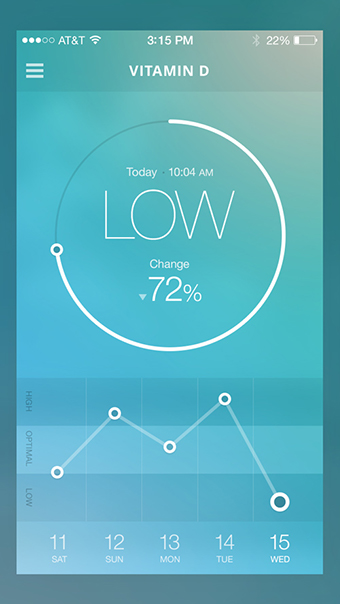 AT&T 3:15 PM 22%
VITAMIN D
Today · 10:04 AM
LOW
Change
72%
HIGH
OPTIMAL
LOW
11 12 13 14 15
SAT SUN MON TUE WED